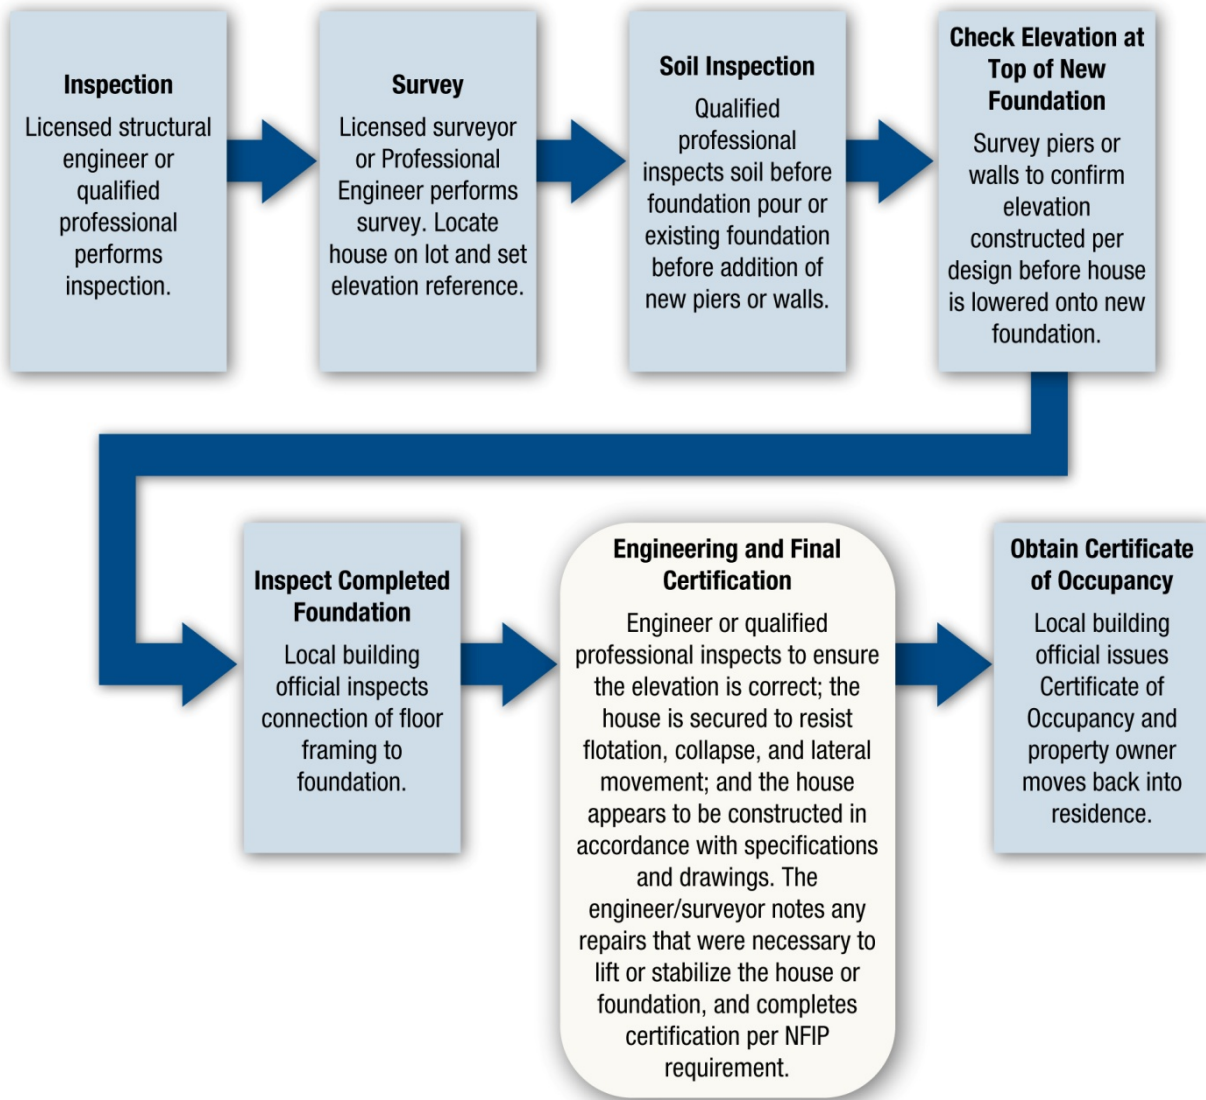 Inspection
Licensed structural
engineer or
qualified
professional
performs
inspection.
Survey
Licensed surveyor
or Professional
Engineer performs
survey. Locate
house on lot and set
elevation reference.
Soil Inspection
Qualified
professional
inspects soil before
foundation pour or
existing foundation
before addition of
new piers or walls.
Check Elevation at
Top of New
Foundation
Survey piers or
walls to confirm
elevation
constructed per
design before house
is lowered onto new
foundation.
Inspect Completed
Foundation
Local building
official inspects
connection of floor
framing to
foundation.
Engineering and Final
Certification
Engineer or qualified
professional inspects to ensure
the elevation is correct; the
house is secured to resist
flotation, collapse, and lateral
movement; and the house
appears to be constructed in
accordance with specifications
and drawings. The
engineer/surveyor notes any
repairs that were necessary to
lift or stabilize the house or
foundation, and completes
certification per NFIP
requirement.
Obtain Certificate
of Occupancy
Local building
official issues
Certificate of
Occupancy and
property owner
moves back into
residence.